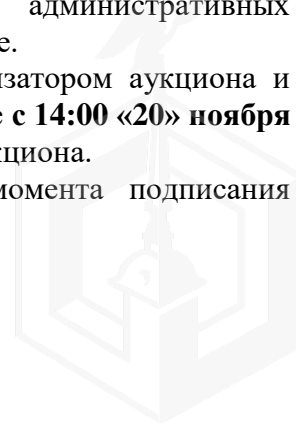 административных
е.
изатором аукциона и
е с 14:00 «20» ноября
кциона.
момента подписания